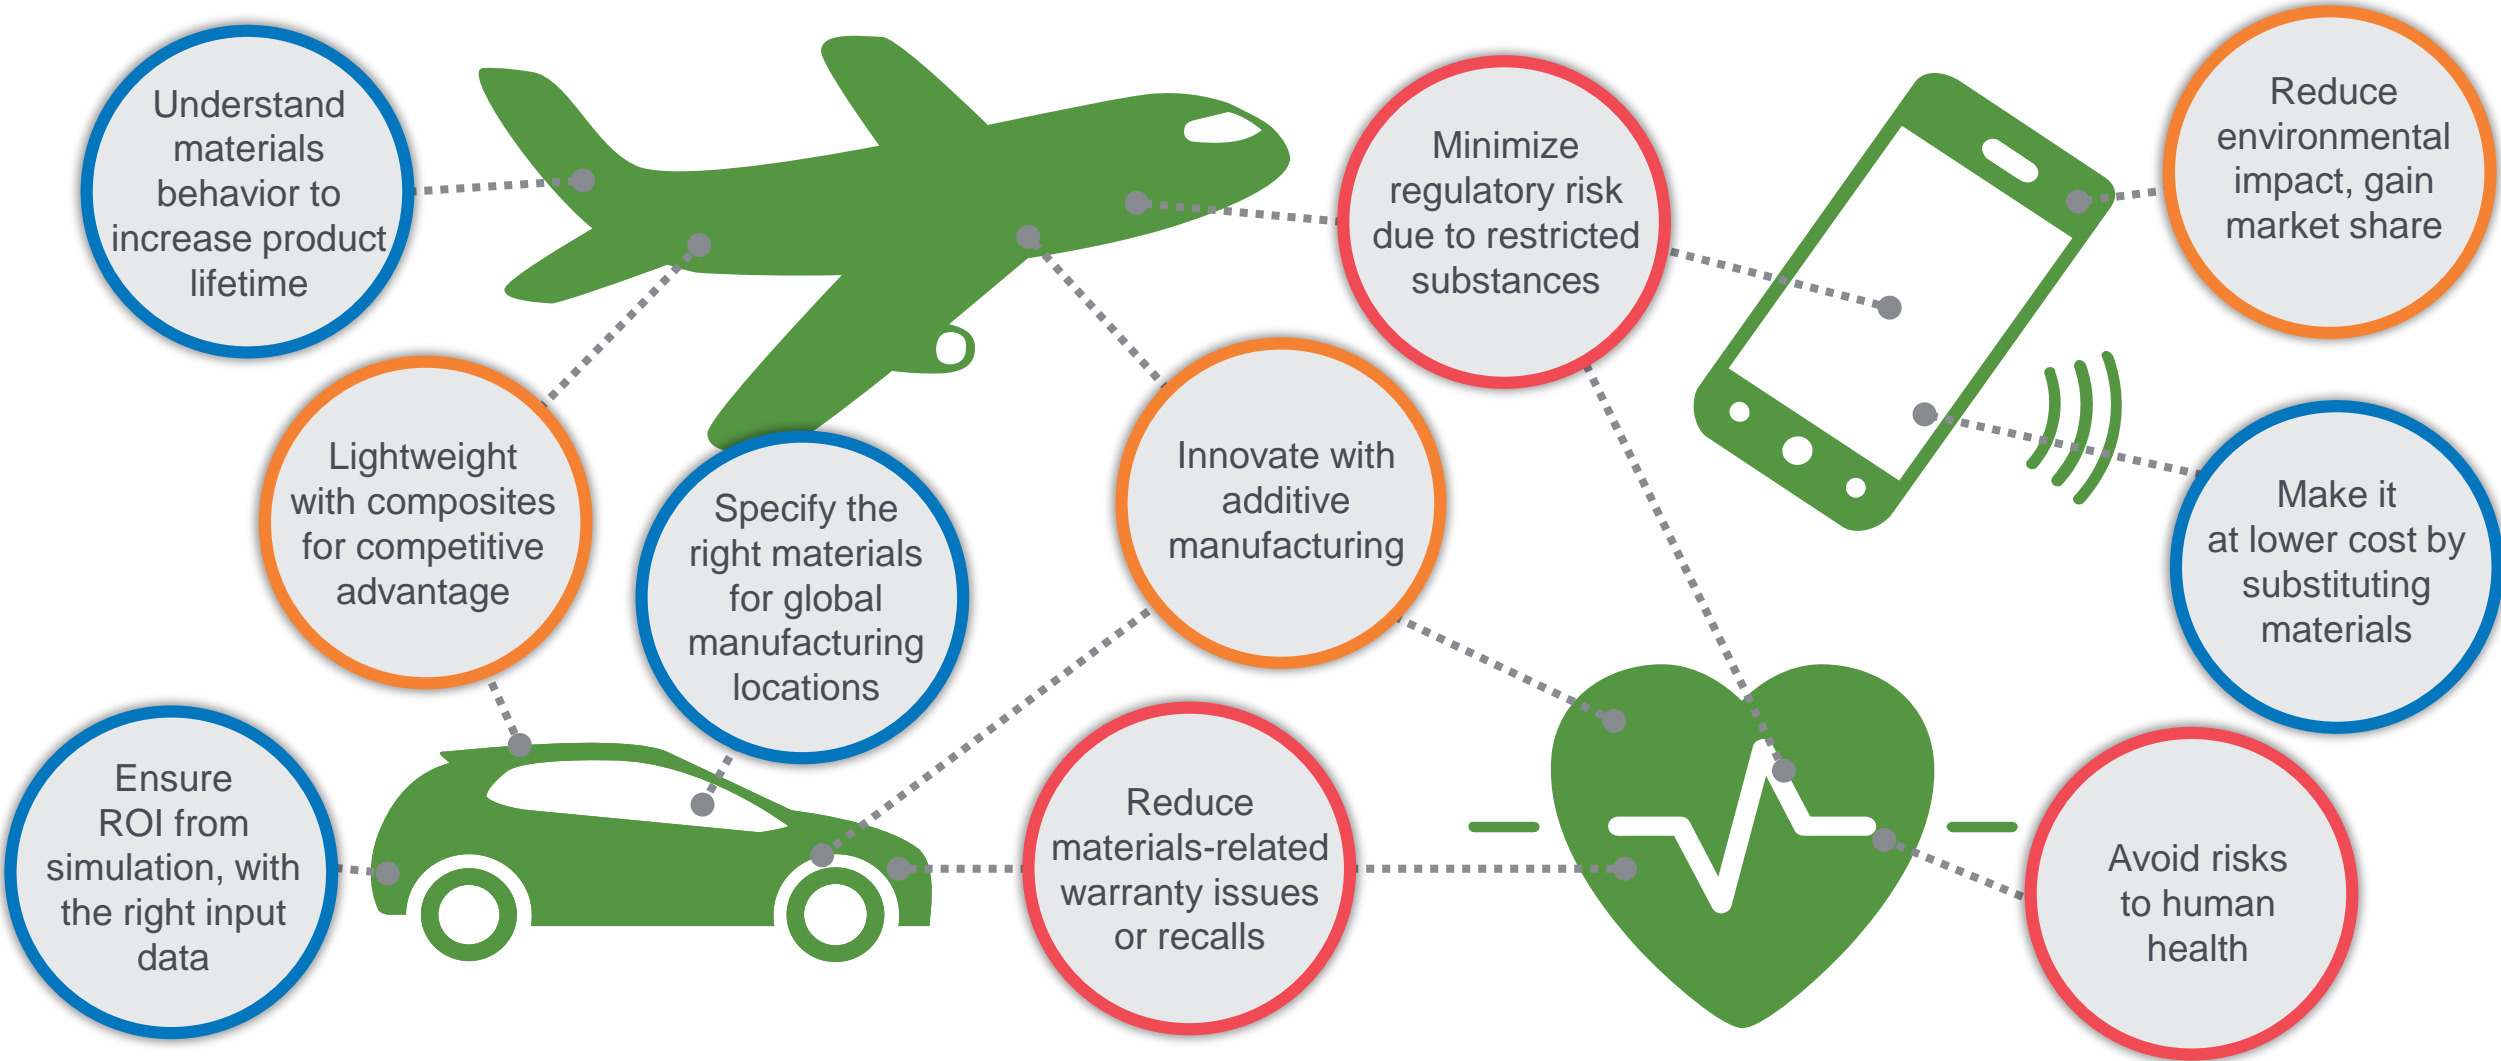 Understand
materials
behavior to
increase product
lifetime
Minimize
regulatory risk
due to restricted
substances
Reduce
environmental
impact, gain
market share
Lightweight
with composites
for competitive
advantage
Specify the
right materials
for global
manufacturing
locations
Innovate with
additive
manufacturing
Make it
at lower cost by
substituting
materials
Ensure
ROI from
simulation, with
the right input
data
Reduce
materials-related
warranty issues
or recalls
Avoid risks
to human
health